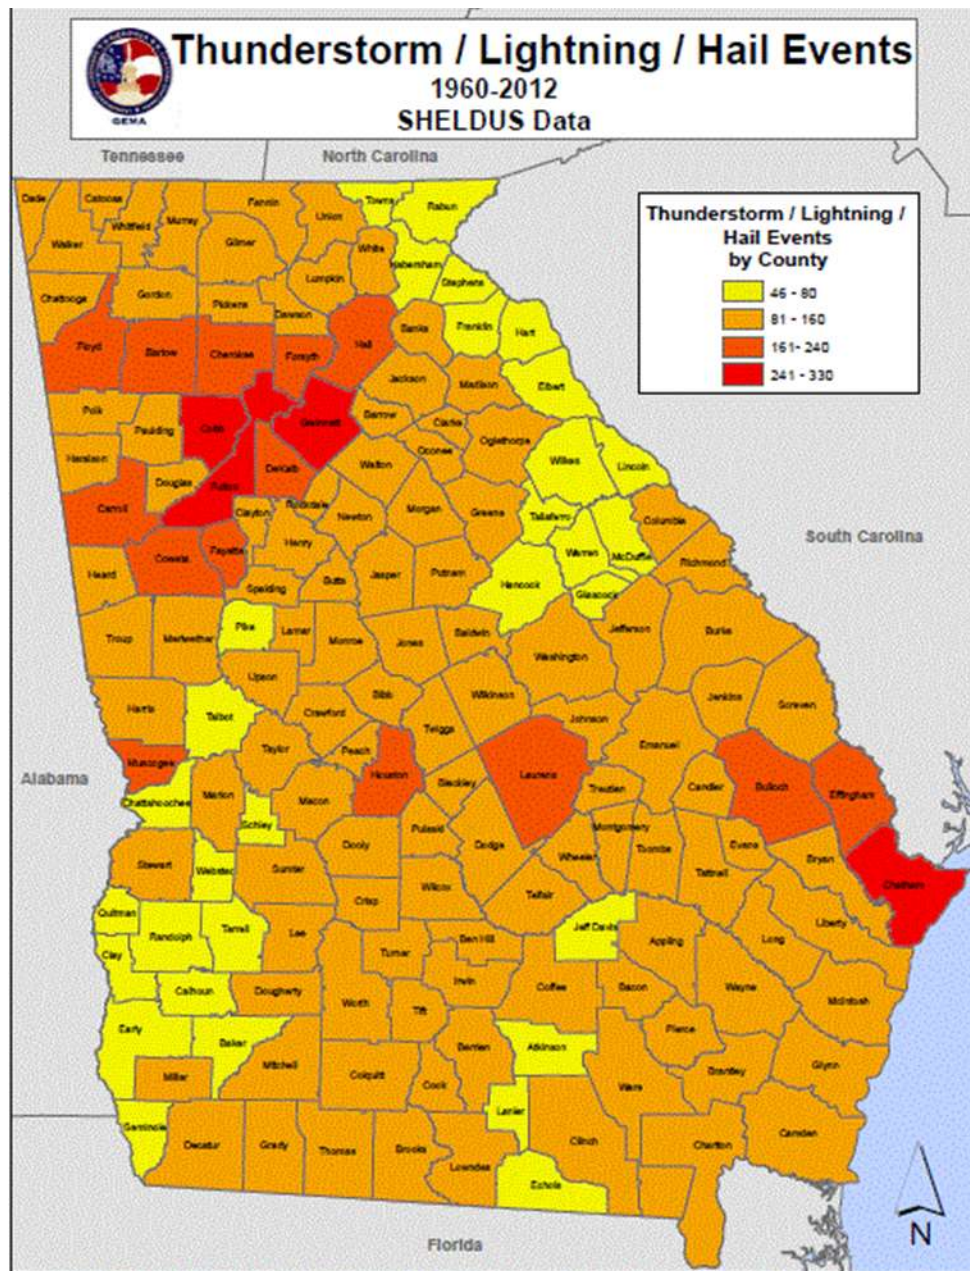 Thunderstorm / Lightning / Hail Events
1960-2012
SHELDUS Data
GEMA
Tennessee
North Carolina
Thunderstorm / Lightning /
Hail Events
by County
46 - 80
81 - 160
161- 240
241 - 330
Dade
Catoosa
Whitfield
Murray
Fannin
Union
Towns
Rabun
Walker
Gilmer
White
Habersham
Lumpkin
Stephens
Chattooga
Gordon
Pickens
Dawson
Banks
Franklin
Hart
Floyd
Bartow
Cherokee
Forsyth
Hall
Jackson
Madison
Elbert
Polk
Paulding
Cobb
Gwinnett
Barrow
Clarke
Oconee
Oglethorpe
Haralson
Douglas
Fulton
DeKalb
Walton
Wilkes
Lincoln
Carroll
Clayton
Rockdale
Newton
Morgan
Greene
Taliaferro
Columbia
South Carolina
Coweta
Fayette
Henry
Warren
McDuffie
Richmond
Heard
Spalding
Butts
Jasper
Putnam
Hancock
Glascock
Troup
Meriwether
Pike
Lamar
Monroe
Jones
Baldwin
Washington
Jefferson
Burke
Harris
Talbot
Upson
Crawford
Bibb
Wilkinson
Jenkins
Screven
Twiggs
Johnson
Emanuel
Alabama
Muscogee
Taylor
Peach
Houston
Bleckley
Laurens
Treutlen
Candler
Bulloch
Effingham
Chattahoochee
Marion
Schley
Macon
Pulaski
Dodge
Montgomery
Stewart
Webster
Sumter
Dooly
Wheeler
Toombs
Evans
Bryan
Tattnall
Chatham
Quitman
Crisp
Wilcox
Telfair
Randolph
Terrell
Lee
Jeff Davis
Appling
Long
Liberty
Clay
Turner
Ben Hill
Calhoun
Dougherty
Worth
Irwin
Coffee
Bacon
Wayne
McIntosh
Early
Baker
Tift
Pierce
Miller
Mitchell
Colquitt
Cook
Berrien
Atkinson
Ware
Brantley
Glynn
Seminole
Decatur
Grady
Thomas
Brooks
Lowndes
Lanier
Clinch
Charlton
Camden
Echols
Florida
N